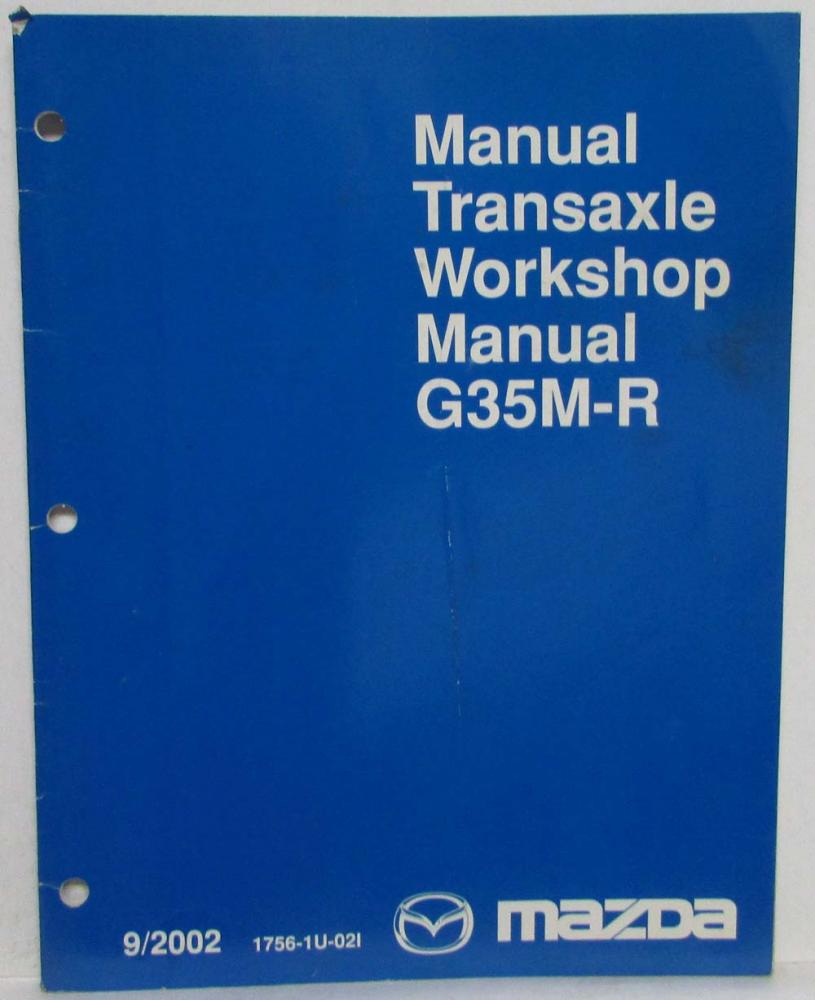 Manual
Transaxle
Workshop
Manual
G35M-R
9/2002 1756-1U-02I mazda